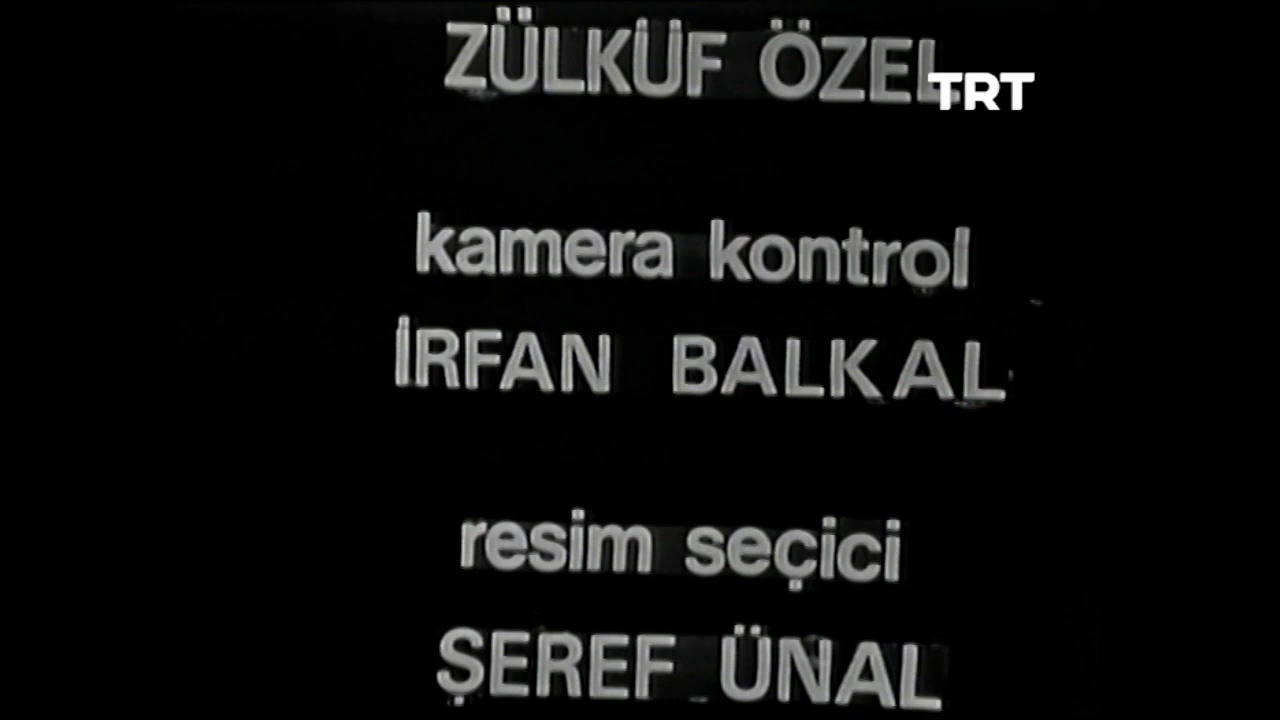 ZÜLKÜF ÖZEL
TRT
kamera kontrol
İRFAN BALKAL
resim seçici
ŞEREF ÜNAL